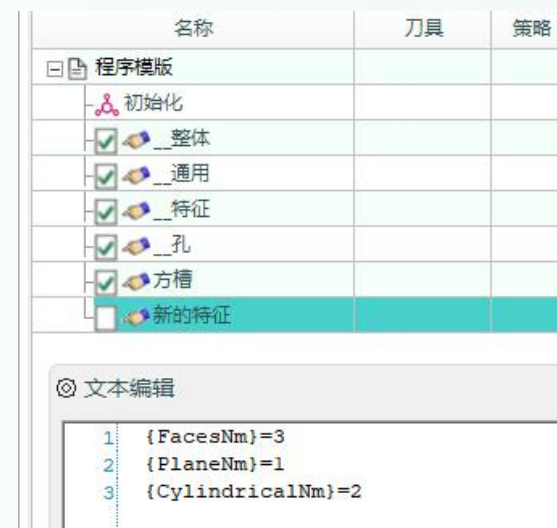 名称 刀具 策略
程序模版
初始化
__整体
__通用
__特征
__孔
方槽
新的特征
文本编辑
1 {FacesNm}=3
2 {PlaneNm}=1
3 {CylindricalNm}=2